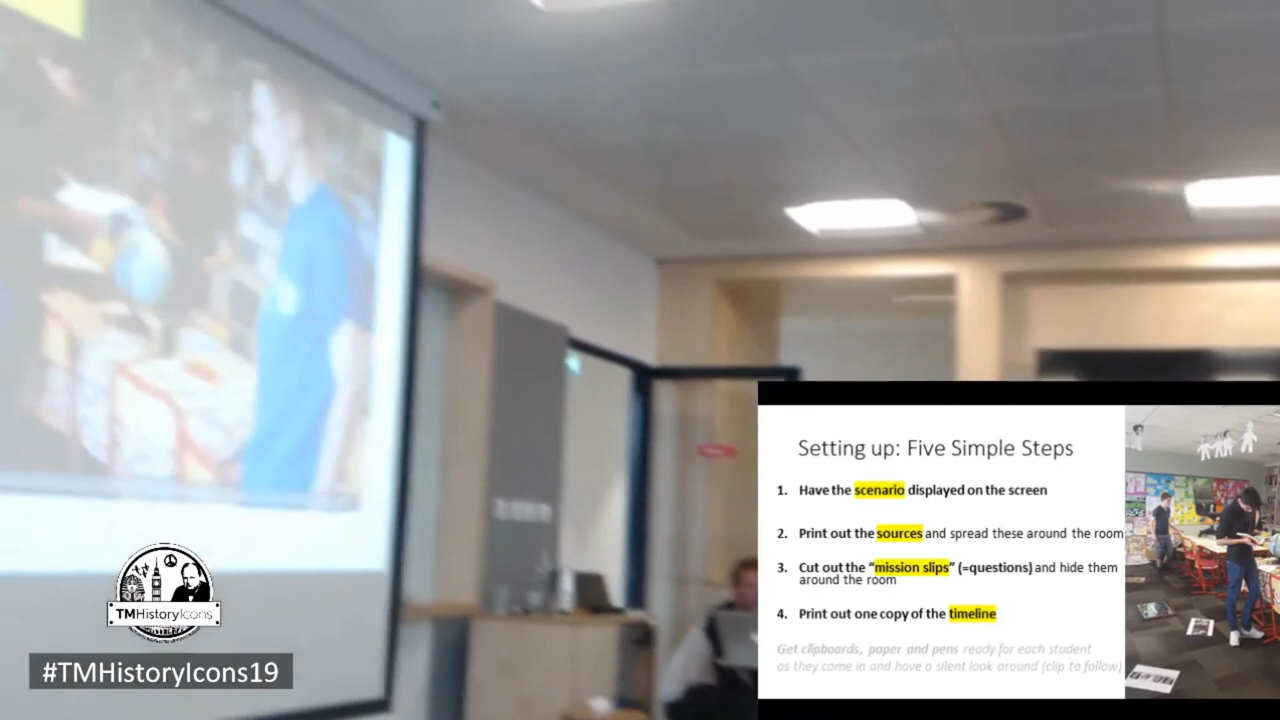 Setting up: Five Simple Steps
1. Have the scenario displayed on the screen
2. Print out the sources and spread these around the room
3. Cut out the “mission slips” (=questions) and hide them
around the room
4. Print out one copy of the timeline
Get clipboards, paper and pens ready for each student
as they come in and have a silent look around (clip to follow)
TMHistoryIcons
#TMHistoryIcons19